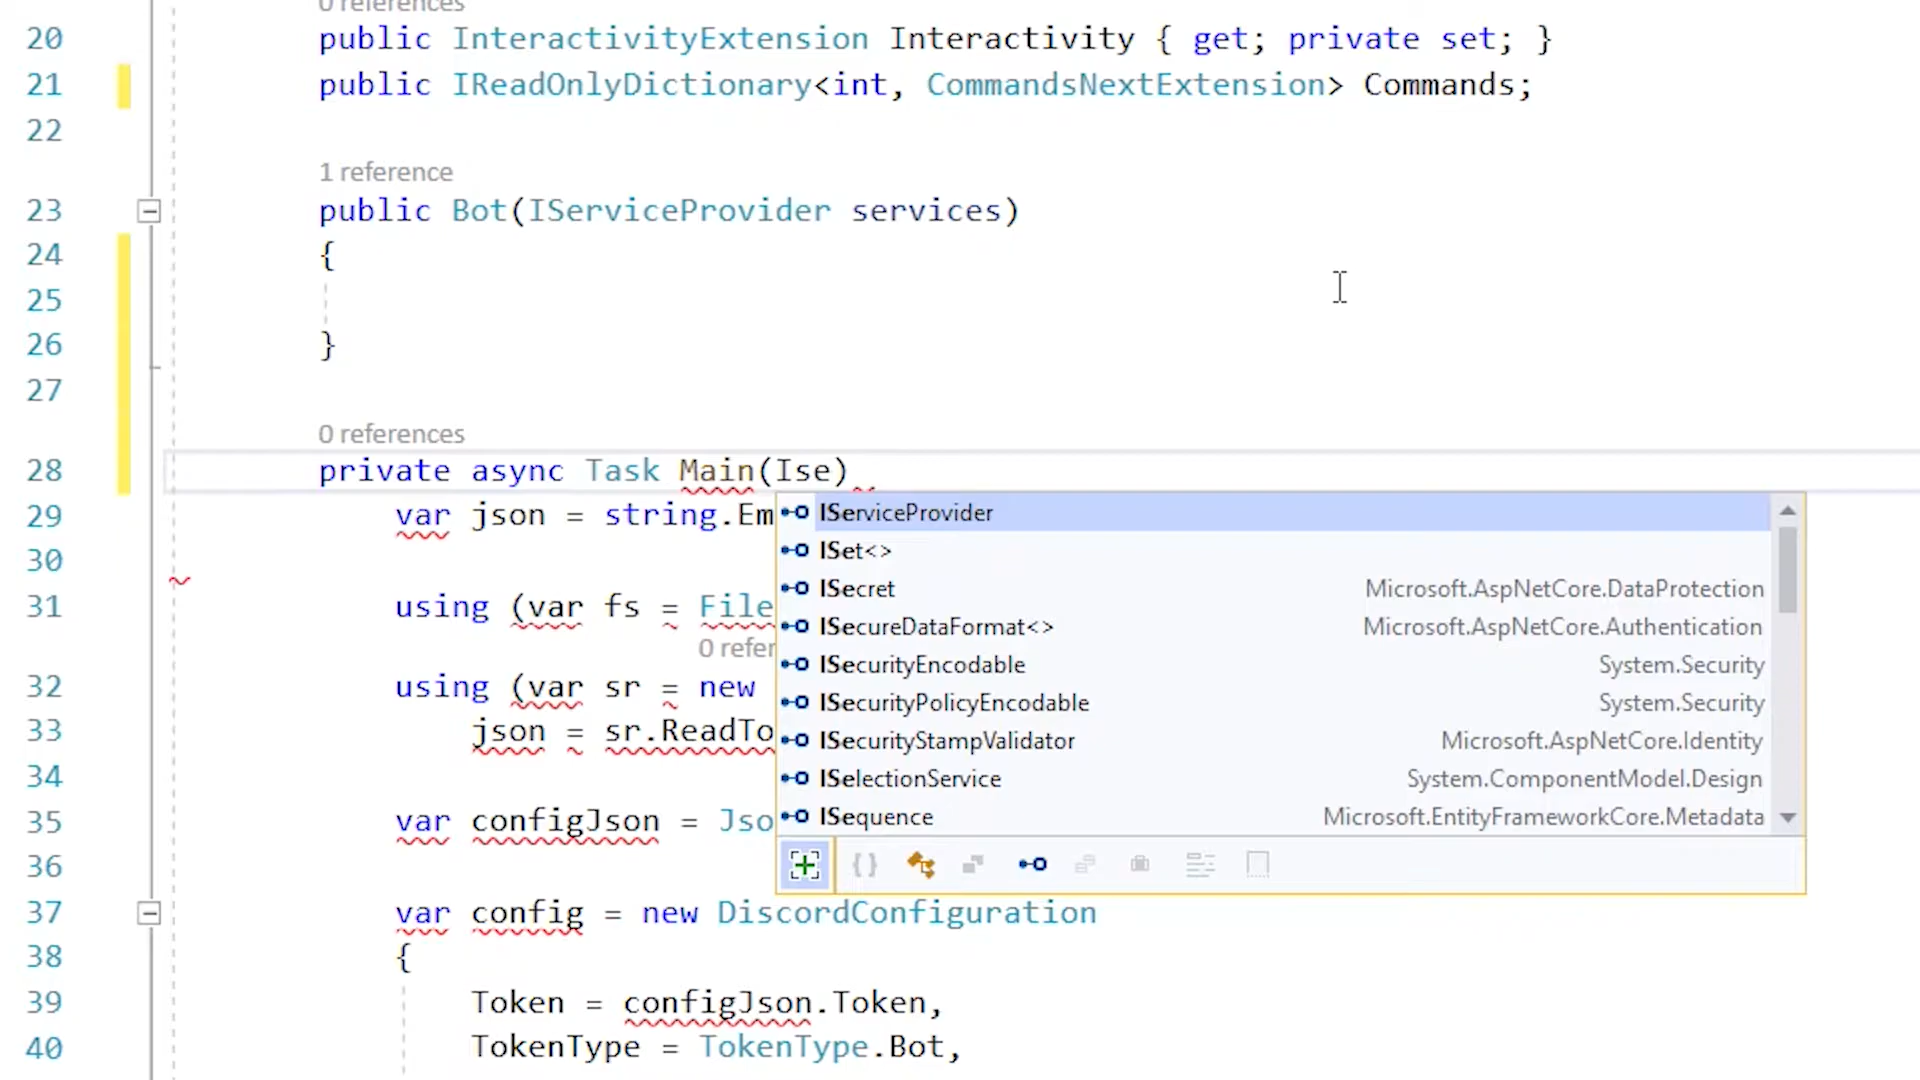 0 references
20 public InteractivityExtension Interactivity { get; private set; }
21 public IReadOnlyDictionary<int, CommandsNextExtension> Commands;
22
1 reference
23 public Bot(IServiceProvider services)
24 {
25
26 }
27
0 references
28 private async Task Main(Ise)
29 var json = string.Em
IServiceProvider
ISet<>
30
ISecret Microsoft.AspNetCore.DataProtection
31 using (var fs = File
ISecureDataFormat<> Microsoft.AspNetCore.Authentication
0 refer
ISecurityEncodable System.Security
32 using (var sr = new
ISecurityPolicyEncodable System.Security
33 json = sr.ReadTo
ISecurityStampValidator Microsoft.AspNetCore.Identity
34
ISelectionService System.ComponentModel.Design
35 var configJson = Jso
ISequence Microsoft.EntityFrameworkCore.Metadata
36
37 var config = new DiscordConfiguration
38 {
39 Token = configJson.Token,
40 TokenType = TokenType.Bot,